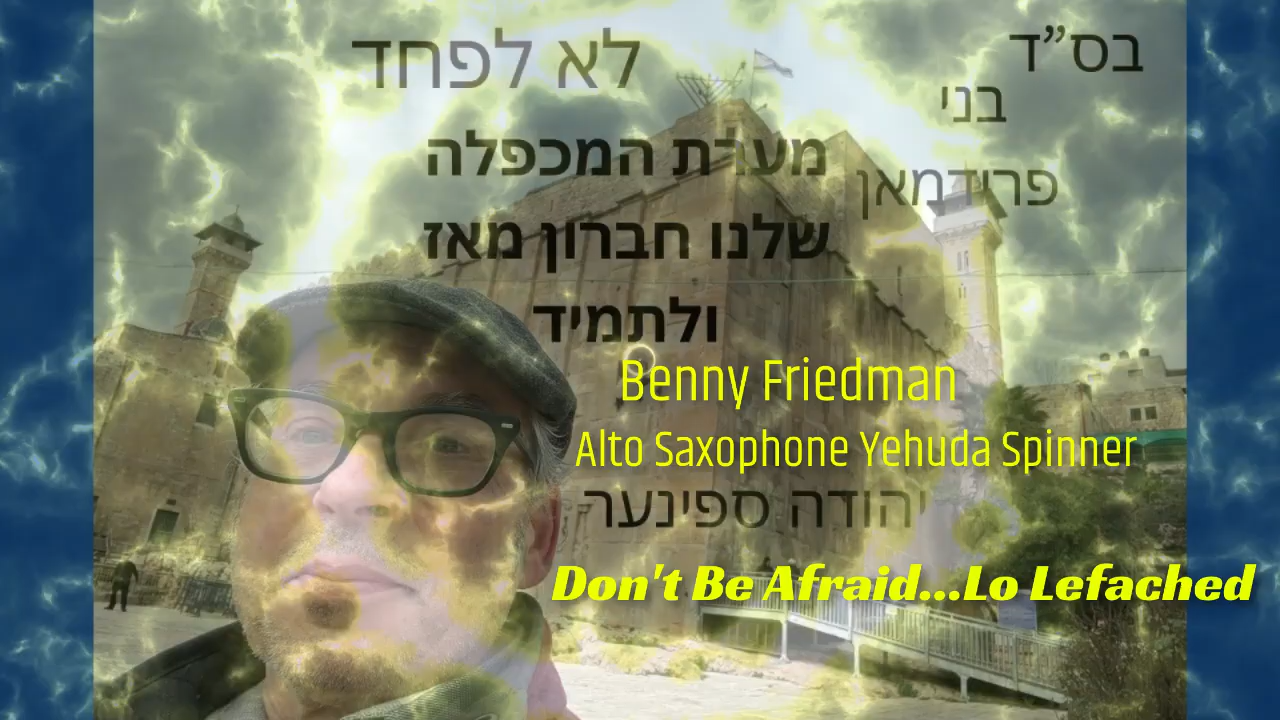 בס”ד
לא לפחד
בני
פרידמאן
מערת המכפלה
שלנו חברון מאז
ולתמיד
Benny Friedman
Alto Saxophone Yehuda Spinner
יהודה ספינער
Don't Be Afraid...Lo Lefached